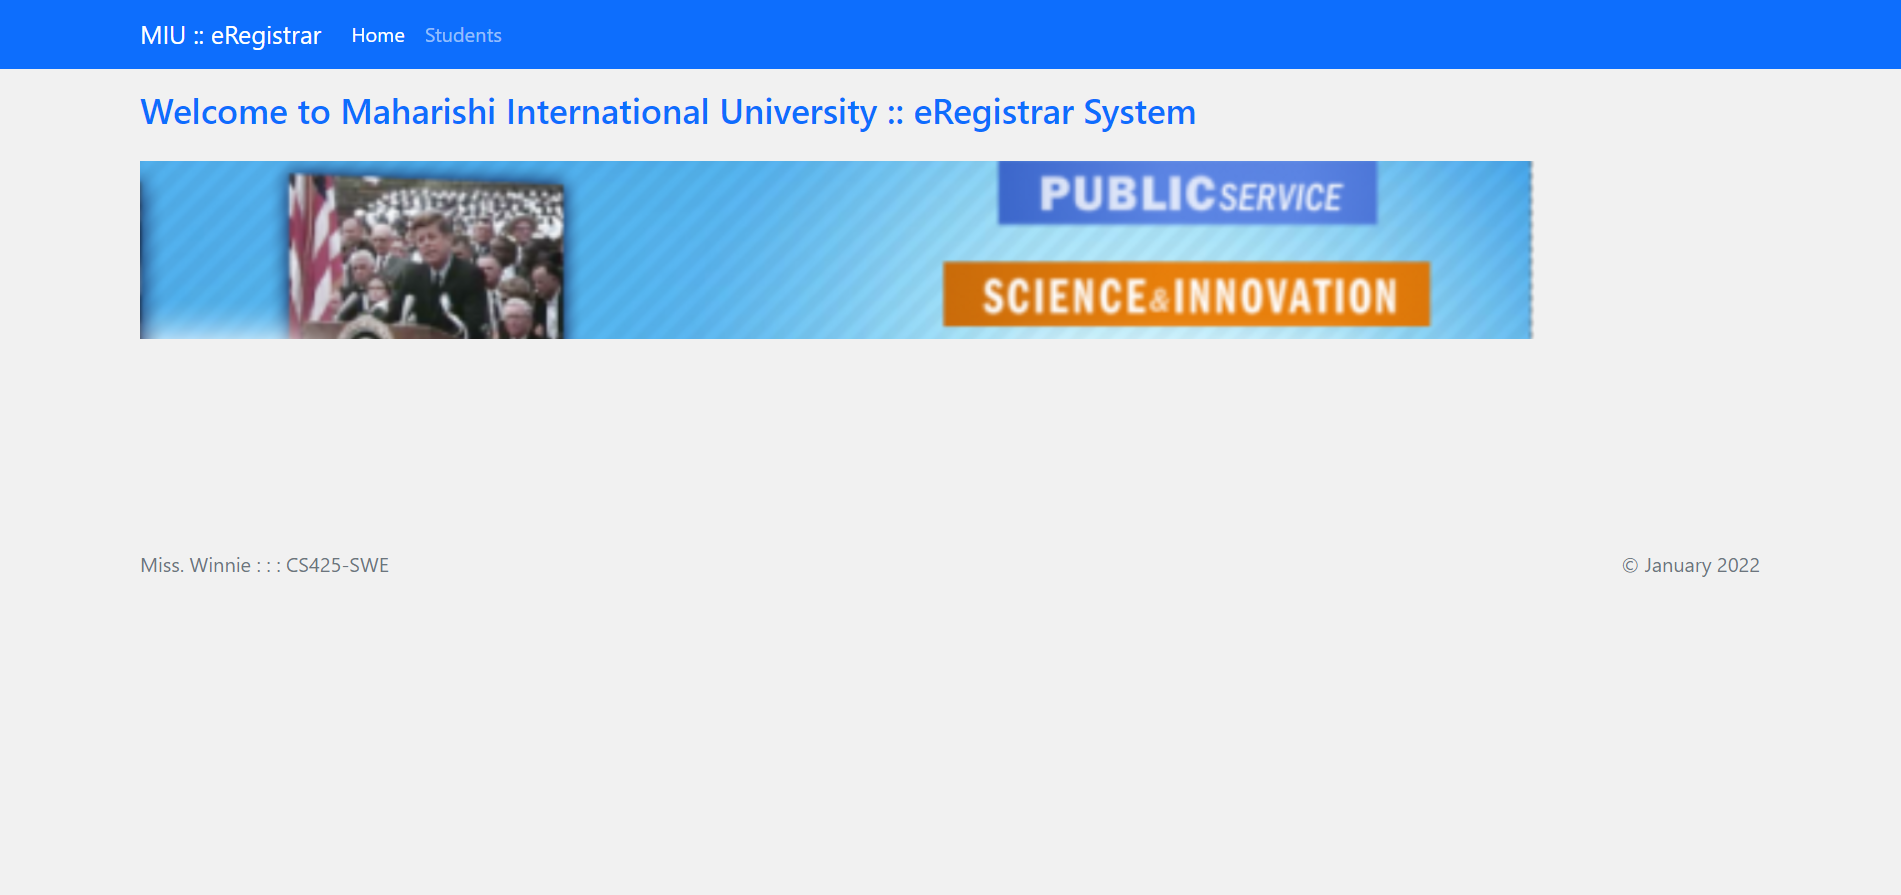 MIU :: eRegistrar Home Students
Welcome to Maharishi International University :: eRegistrar System
PUBLIC SERVICE
SCIENCE & INNOVATION
Miss. Winnie : : : CS425-SWE © January 2022